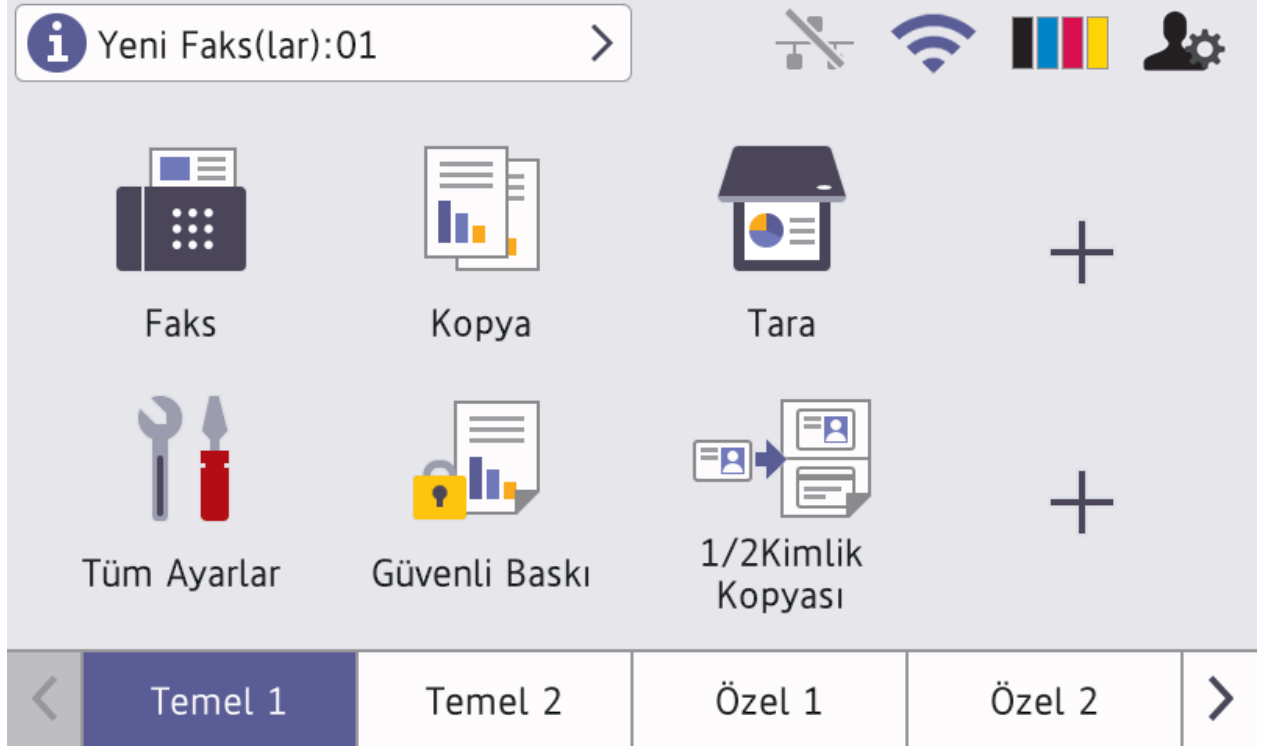 Yeni Faks(lar):01
Faks
Kopya
Tara
Tüm Ayarlar
Güvenli Baskı
1/2Kimlik
Kopyası
Temel 1
Temel 2
Özel 1
Özel 2